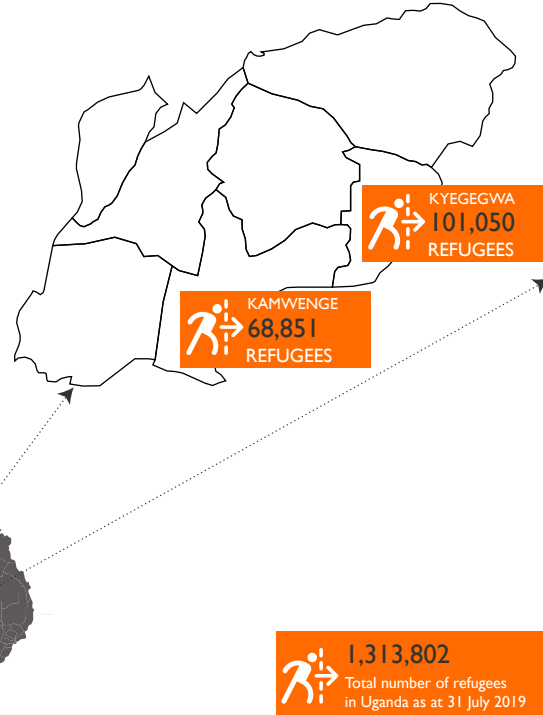 KYEGEGWA
101,050
REFUGEES
KAMWENGE
68,851
REFUGEES
1,313,802
Total number of refugees
in Uganda as at 31 July 2019